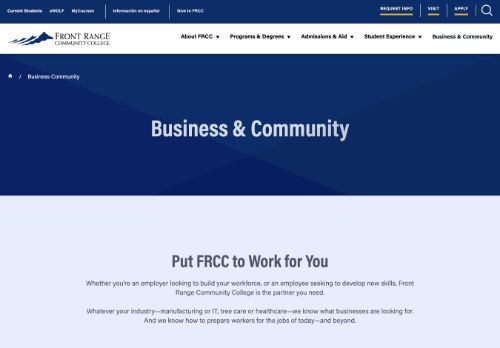 Current Students eWOLF MyCourses Información en español Give to FRCC REQUEST INFO VISIT APPLY
FRONT RANGE
COMMUNITY COLLEGE
About FRCC Programs & Degrees Admissions & Aid Student Experience Business & Community
/ Business Community
Business & Community
Put FRCC to Work for You
Whether you're an employer looking to build your workforce, or an employee seeking to develop new skills, Front
Range Community College is the partner you need.
Whatever your industry—manufacturing or IT, tree care or healthcare—we know what businesses are looking for.
And we know how to prepare workers for the jobs of today—and beyond.